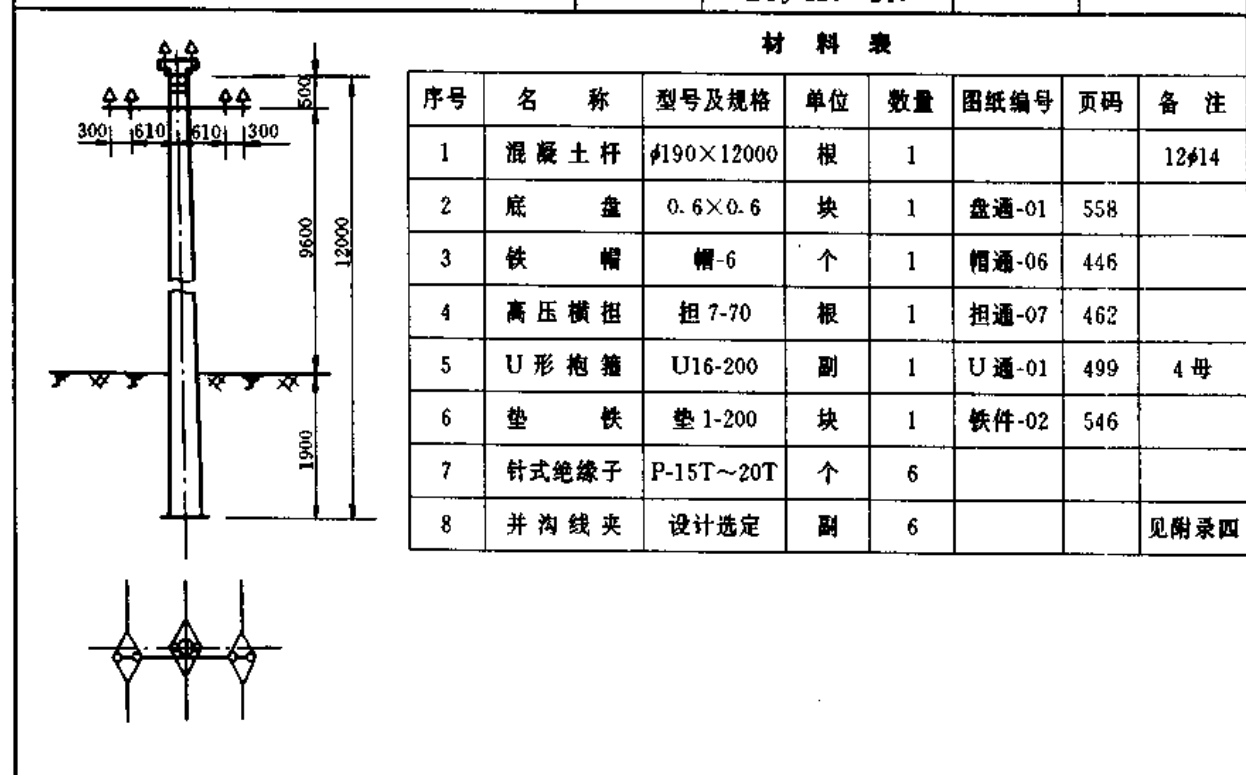 材 料 表
序号 名 称 型号及规格 单位 数量 图纸编号 页码 备 注
1 混凝土杆 ϕ190×12000 根 1 12ϕ14
2 底 盘 0.6×0.6 块 1 盘通-01 558
3 铁 帽 帽-6 个 1 帽通-06 446
4 高压横担 担7-70 根 1 担通-07 462
5 U形抱箍 U16-200 副 1 U通-01 499 4母
6 垫 铁 垫1-200 块 1 铁件-02 546
7 针式绝缘子 P-15T～20T 个 6
8 并沟线夹 设计选定 副 6 见附录四
500
300 610 610 300
9600
12000
1900